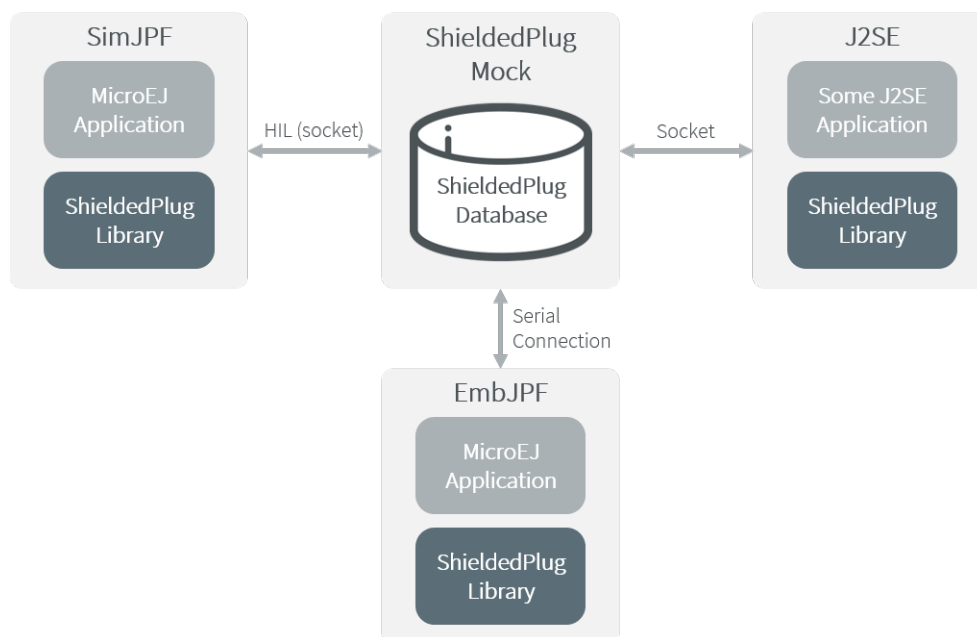 SimJPF
MicroEJ
Application
ShieldedPlug
Library
HIL (socket)
ShieldedPlug
Mock
ShieldedPlug
Database
Socket
J2SE
Some J2SE
Application
ShieldedPlug
Library
Serial
Connection
EmbJPF
MicroEJ
Application
ShieldedPlug
Library